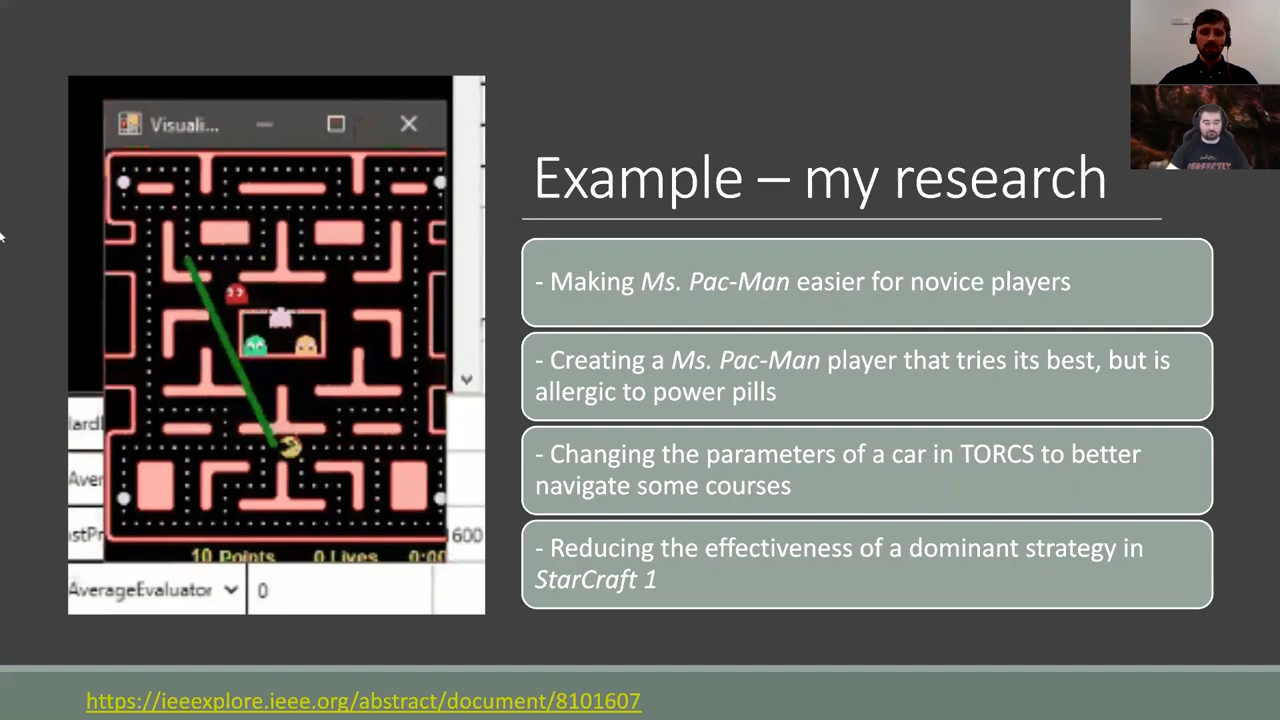 Visuali...
Example – my research
- Making Ms. Pac-Man easier for novice players
- Creating a Ms. Pac-Man player that tries its best, but is
allergic to power pills
- Changing the parameters of a car in TORCS to better
navigate some courses
- Reducing the effectiveness of a dominant strategy in
StarCraft 1
10 Points 0 Lives
600
AverageEvaluator 0
https://ieeexplore.ieee.org/abstract/document/8101607